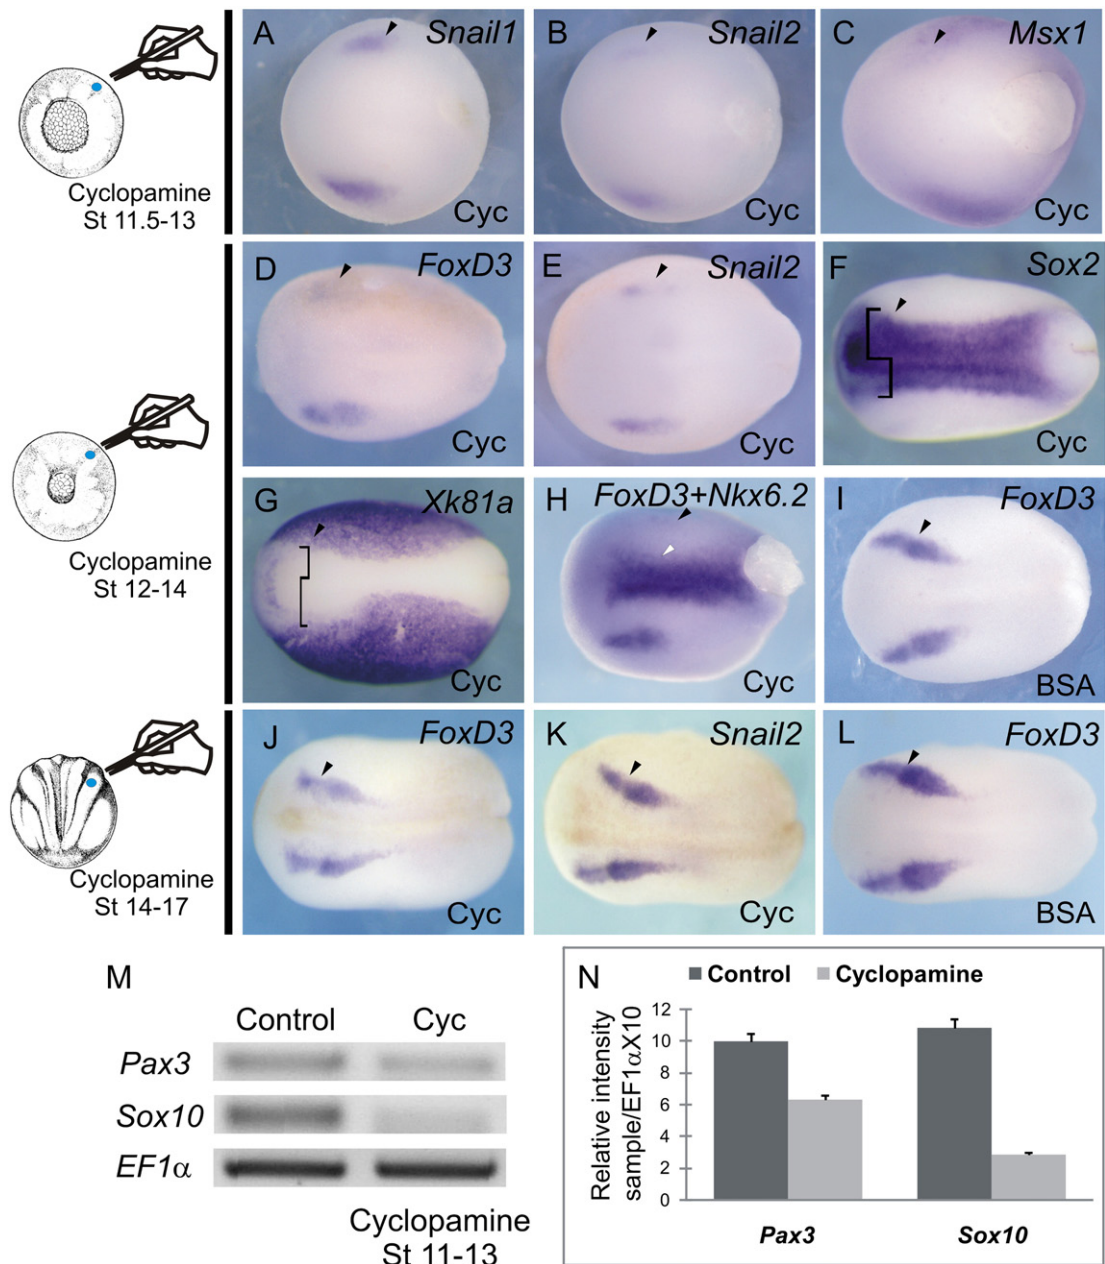 A
Snail1
Cyc
B
Snail2
Cyc
C
Msx1
Cyc
Cyclopamine
St 11.5-13
D
FoxD3
Cyc
E
Snail2
Cyc
F
Sox2
Cyc
Cyclopamine
St 12-14
G
Xk81a
Cyc
H
FoxD3+Nkx6.2
Cyc
I
FoxD3
BSA
J
FoxD3
Cyc
K
Snail2
Cyc
L
FoxD3
BSA
Cyclopamine
St 14-17
M
Control Cyc
Pax3
Sox10
EF1α
Cyclopamine
St 11-13
N
Control Cyclopamine
Relative intensity
sample/EF1αX10
12
10
8
6
4
2
0
Pax3 Sox10